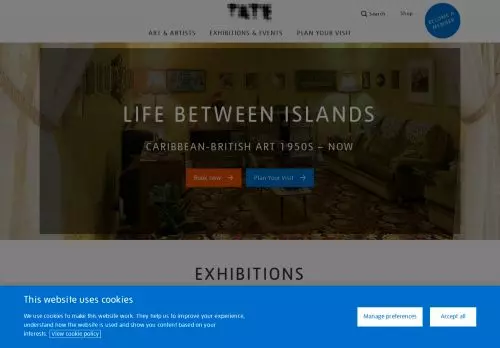 TATE
Search
Shop
BECOME A
MEMBER
ART & ARTISTS
EXHIBITIONS & EVENTS
PLAN YOUR VISIT
LIFE BETWEEN ISLANDS
CARIBBEAN-BRITISH ART 1950S – NOW
Book now →
Plan Your Visit →
EXHIBITIONS
This website uses cookies
We use cookies to make this website work. They help us to improve your experience,
understand how the website is used and show you content based on your
interests. View cookie policy
Manage preferences
Accept all